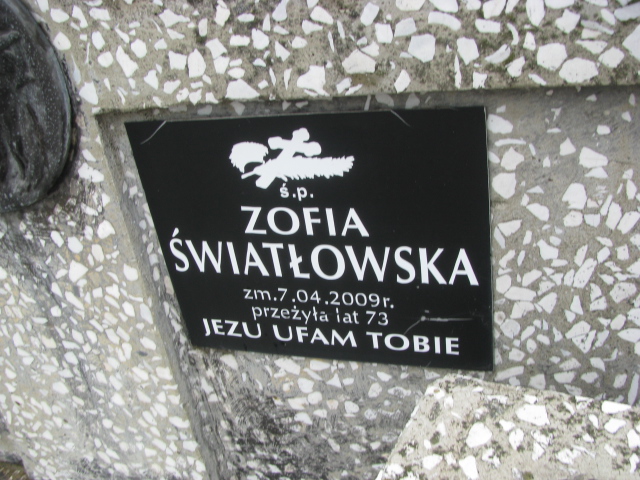 ś.p.
ZOFIA
ŚWIATŁOWSKA
zm.7.04.2009r.
przeżyła lat 73
JEZU UFAM TOBIE